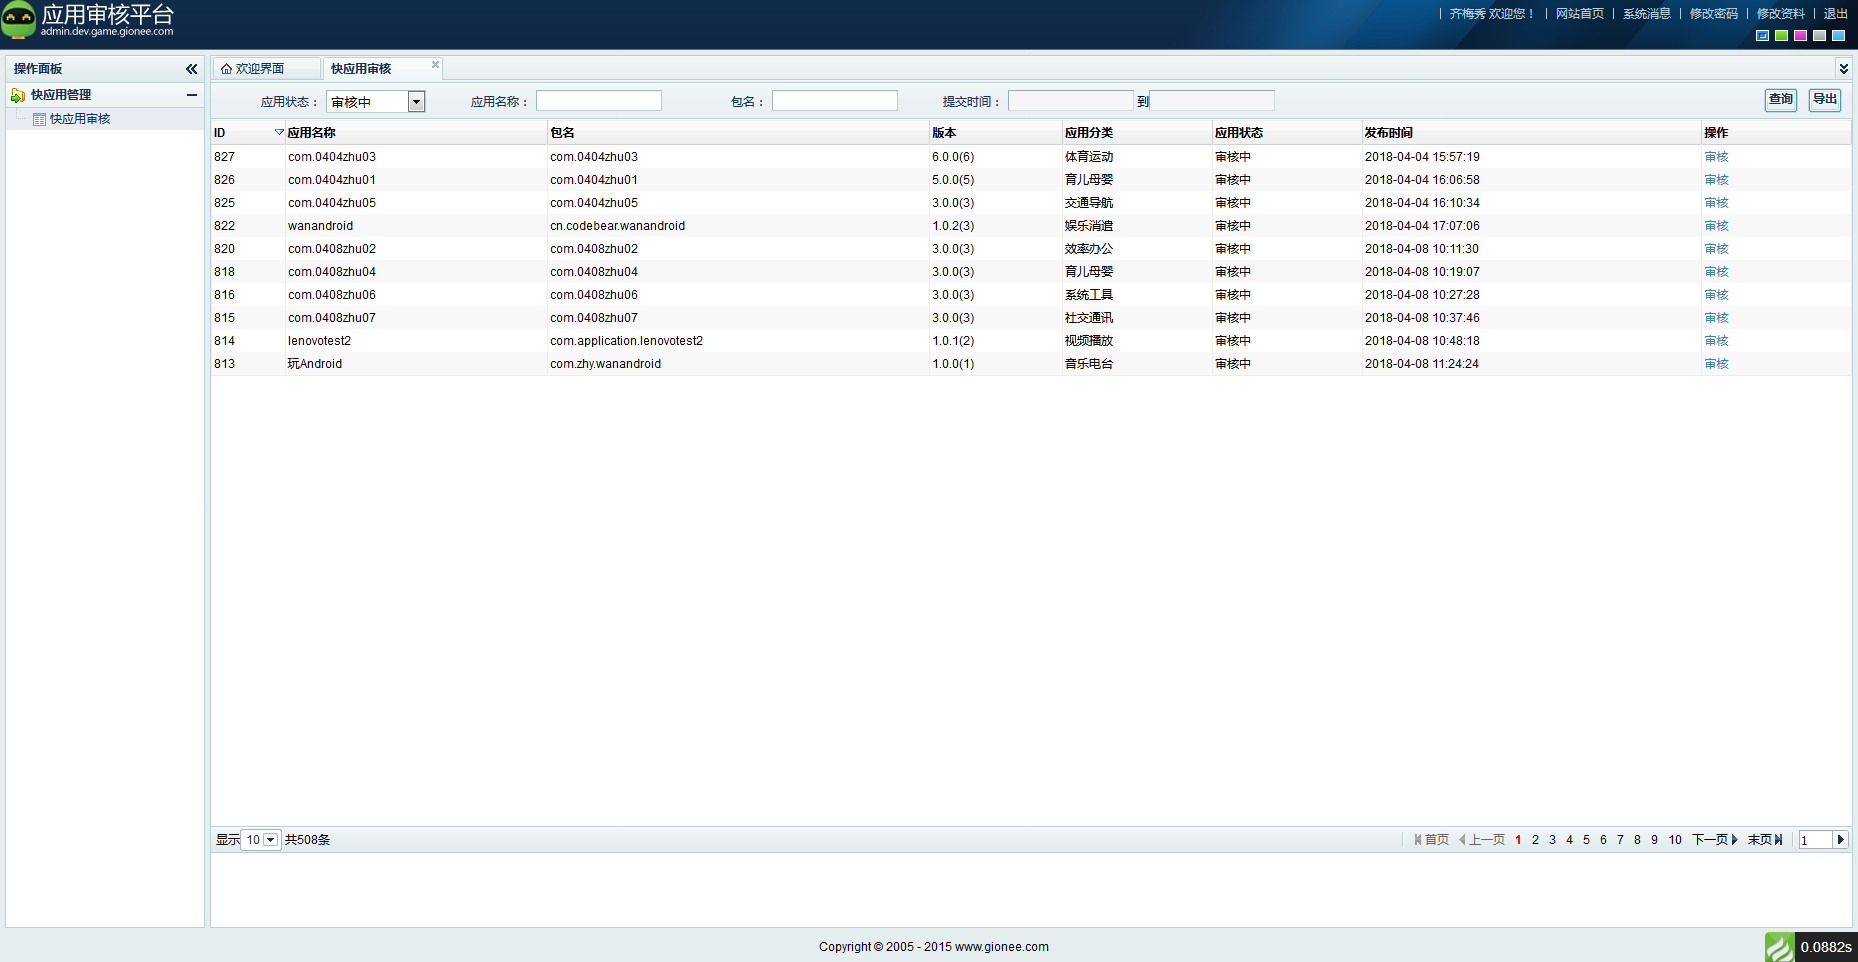 应用审核平台
admin.dev.game.gionee.com
| 齐梅秀 欢迎您！ | 网站首页 | 系统消息 | 修改密码 | 修改资料 | 退出
操作面板
快应用管理
快应用审核
欢迎界面 快应用审核
应用状态： 审核中 应用名称： 包名： 提交时间： 到 查询 导出
ID 应用名称 包名 版本 应用分类 应用状态 发布时间 操作
827 com.0404zhu03 com.0404zhu03 6.0.0(6) 体育运动 审核中 2018-04-04 15:57:19 审核
826 com.0404zhu01 com.0404zhu01 5.0.0(5) 育儿母婴 审核中 2018-04-04 16:06:58 审核
825 com.0404zhu05 com.0404zhu05 3.0.0(3) 交通导航 审核中 2018-04-04 16:10:34 审核
822 wanandroid cn.codebear.wanandroid 1.0.2(3) 娱乐消遣 审核中 2018-04-04 17:07:06 审核
820 com.0408zhu02 com.0408zhu02 3.0.0(3) 效率办公 审核中 2018-04-08 10:11:30 审核
818 com.0408zhu04 com.0408zhu04 3.0.0(3) 育儿母婴 审核中 2018-04-08 10:19:07 审核
816 com.0408zhu06 com.0408zhu06 3.0.0(3) 系统工具 审核中 2018-04-08 10:27:28 审核
815 com.0408zhu07 com.0408zhu07 3.0.0(3) 社交通讯 审核中 2018-04-08 10:37:46 审核
814 lenovotest2 com.application.lenovotest2 1.0.1(2) 视频播放 审核中 2018-04-08 10:48:18 审核
813 玩Android com.zhy.wanandroid 1.0.0(1) 音乐电台 审核中 2018-04-08 11:24:24 审核
显示 10 共508条 首页 上一页 1 2 3 4 5 6 7 8 9 10 下一页 末页 1
Copyright © 2005 - 2015 www.gionee.com
0.0882s